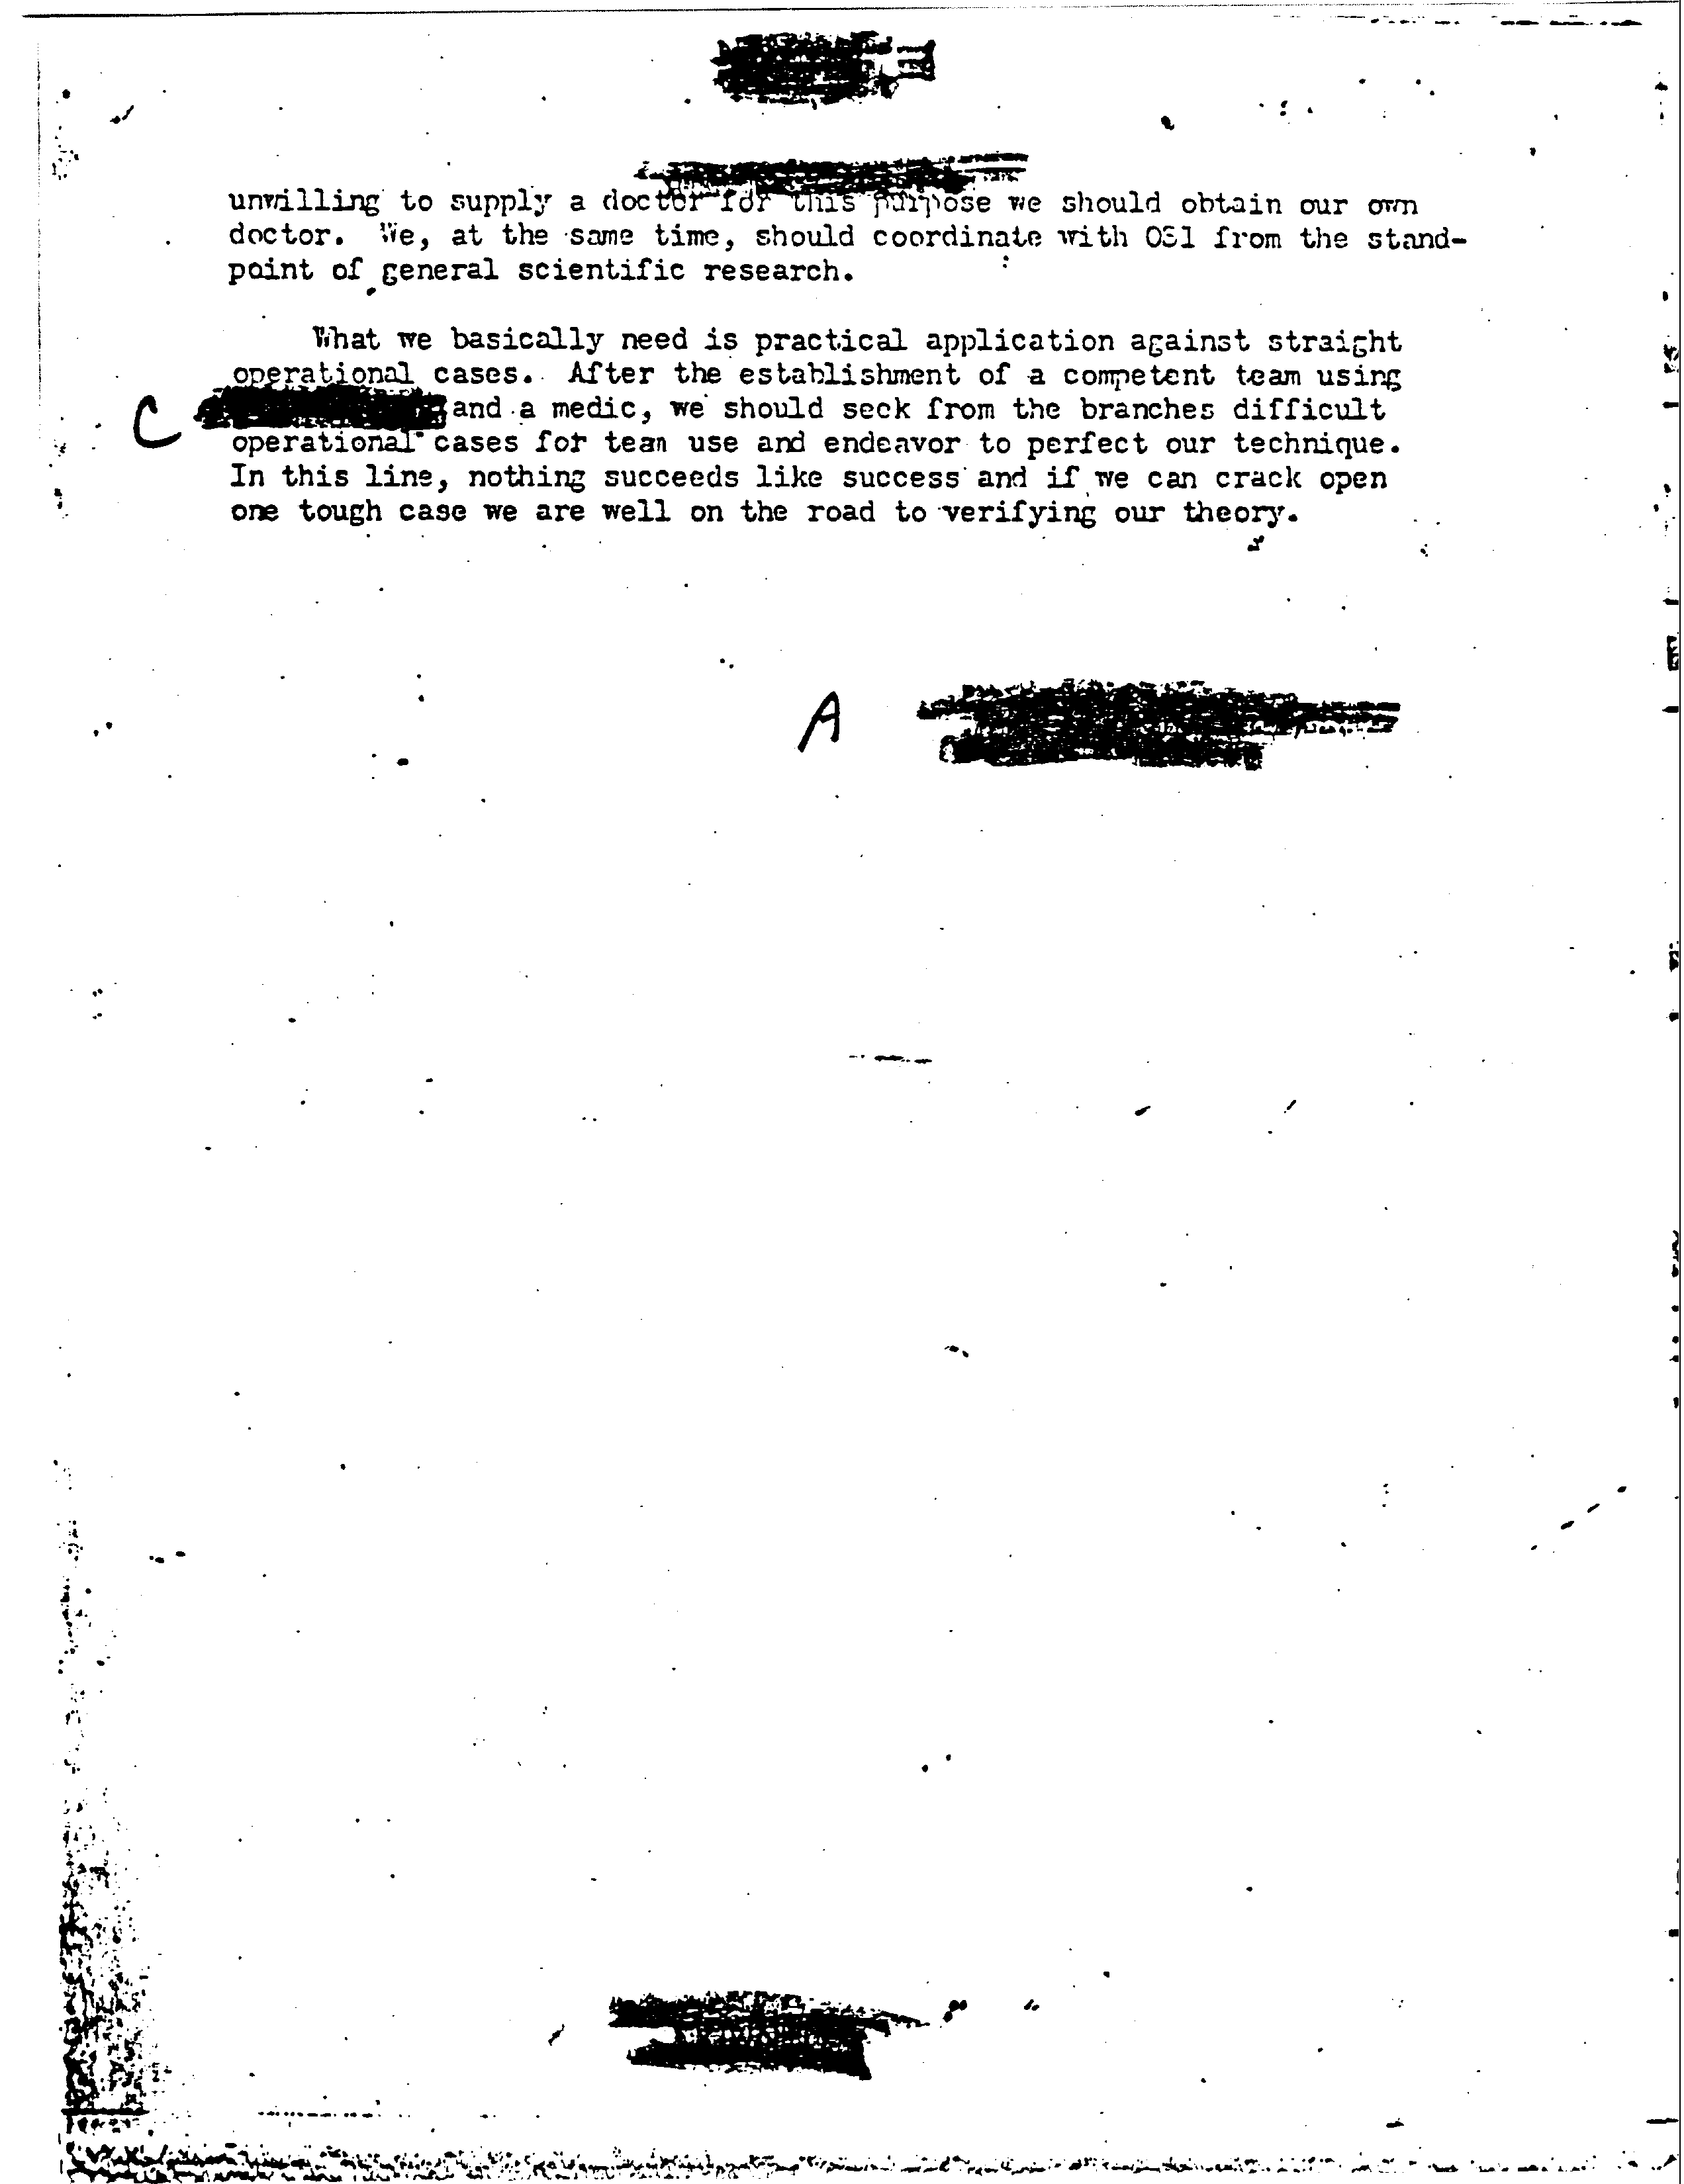 unwilling to supply a doctor for this purpose we should obtain our own
doctor. We, at the same time, should coordinate with OSI from the stand-
point of general scientific research.
What we basically need is practical application against straight
operational cases. After the establishment of a competent team using
C and a medic, we should seek from the branches difficult
operational cases for team use and endeavor to perfect our technique.
In this line, nothing succeeds like success and if we can crack open
one tough case we are well on the road to verifying our theory.
A